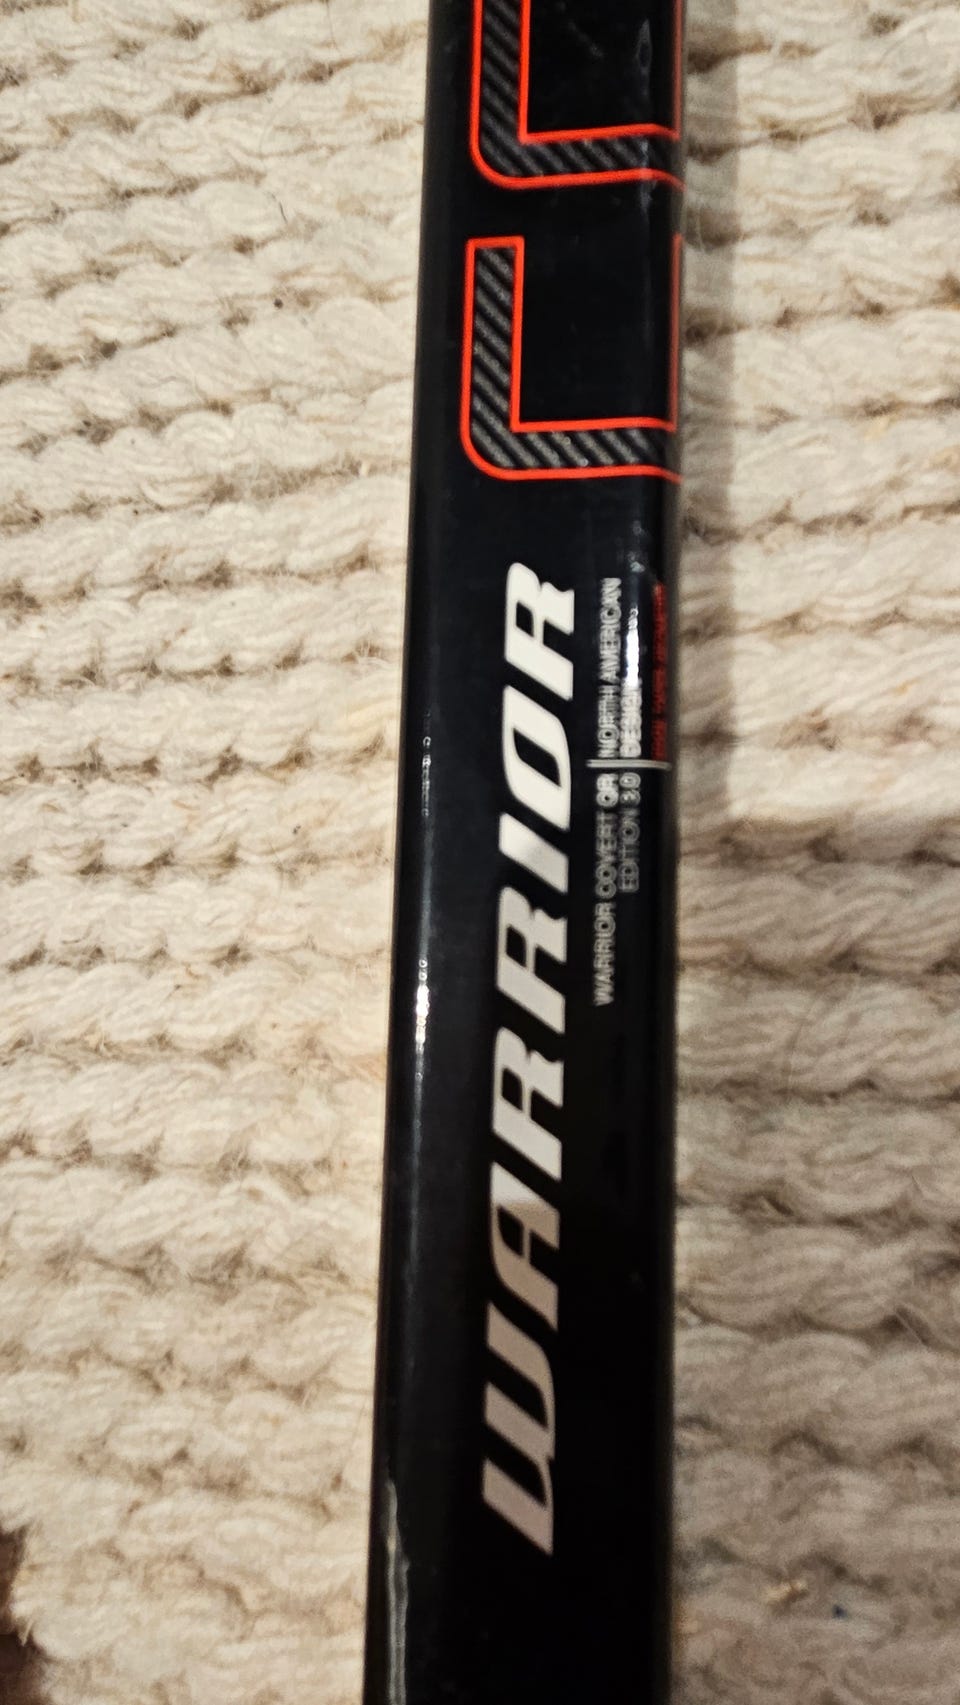 WARRIOR
WARRIOR COVERT QR
EDITION 3.0
NORTH AMERICAN
DESIGN